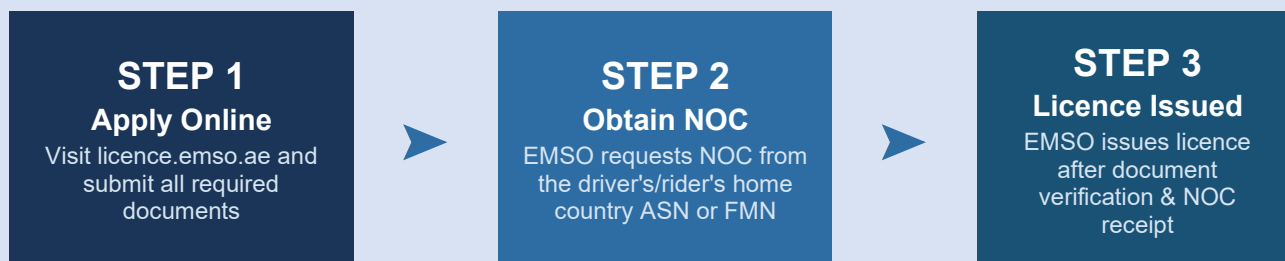 STEP 1
Apply Online
Visit licence.emso.ae and
submit all required
documents
STEP 2
Obtain NOC
EMSO requests NOC from
the driver's/rider's home
country ASN or FMN
STEP 3
Licence Issued
EMSO issues licence
after document
verification & NOC
receipt